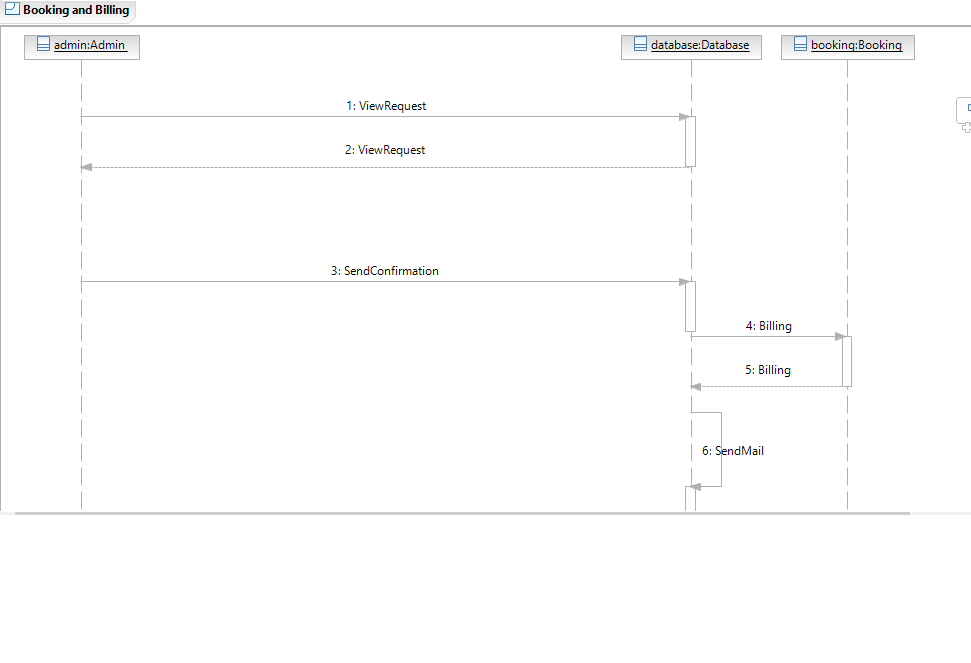 Booking and Billing
admin:Admin
database:Database
booking:Booking
1: ViewRequest
2: ViewRequest
3: SendConfirmation
4: Billing
5: Billing
6: SendMail